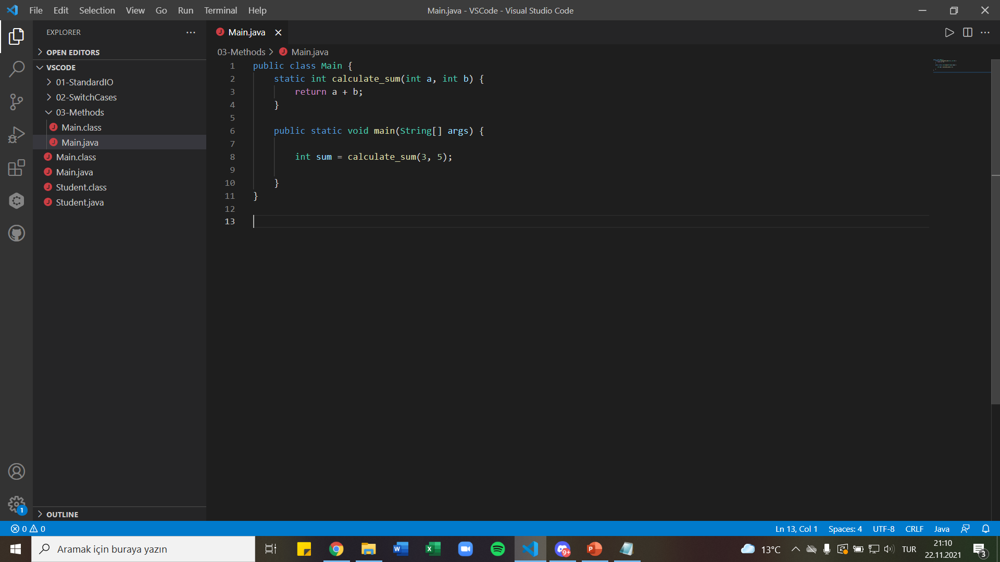 File Edit Selection View Go Run Terminal Help
Main.java - VSCode - Visual Studio Code
EXPLORER
OPEN EDITORS
VSCODE
01-StandardIO
02-SwitchCases
03-Methods
Main.class
Main.java
Main.class
Main.java
Student.class
Student.java
OUTLINE
Main.java
03-Methods > Main.java
1 public class Main {
2 static int calculate_sum(int a, int b) {
3 return a + b;
4 }
5
6 public static void main(String[] args) {
7
8 int sum = calculate_sum(3, 5);
9
10 }
11 }
12
13
1
0 0
Ln 13, Col 1 Spaces: 4 UTF-8 CRLF Java
Aramak için buraya yazın
9+
13°C
TUR
21:10
22.11.2021
3